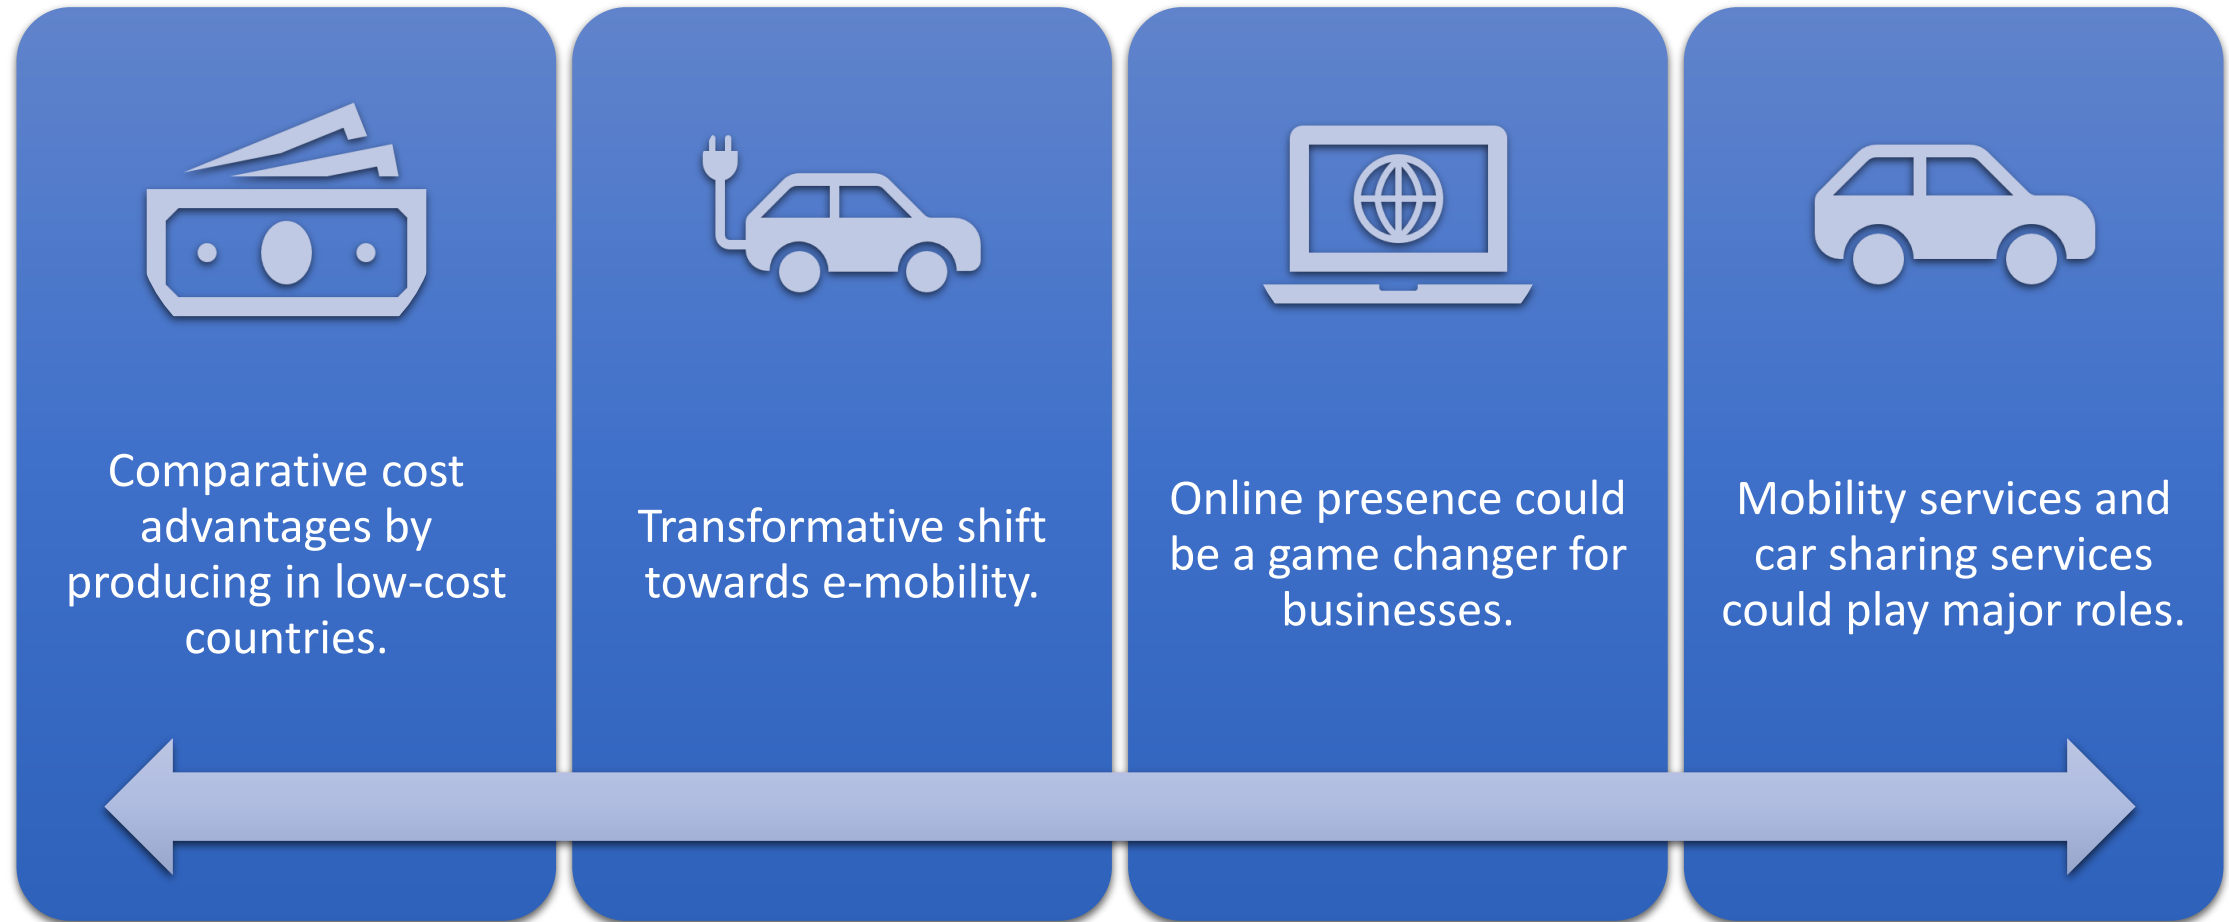 Comparative cost
advantages by
producing in low-cost
countries.
Transformative shift
towards e-mobility.
Online presence could
be a game changer for
businesses.
Mobility services and
car sharing services
could play major roles.